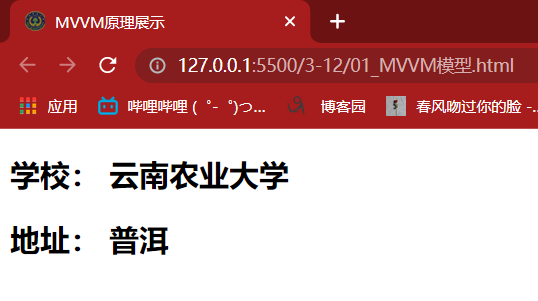 MVVM原理展示
127.0.0.1:5500/3-12/01_MVVM模型.html
应用 哔哩哔哩 (゜-゜)つ... 博客园 春风吻过你的脸 -...
学校： 云南农业大学
地址： 普洱